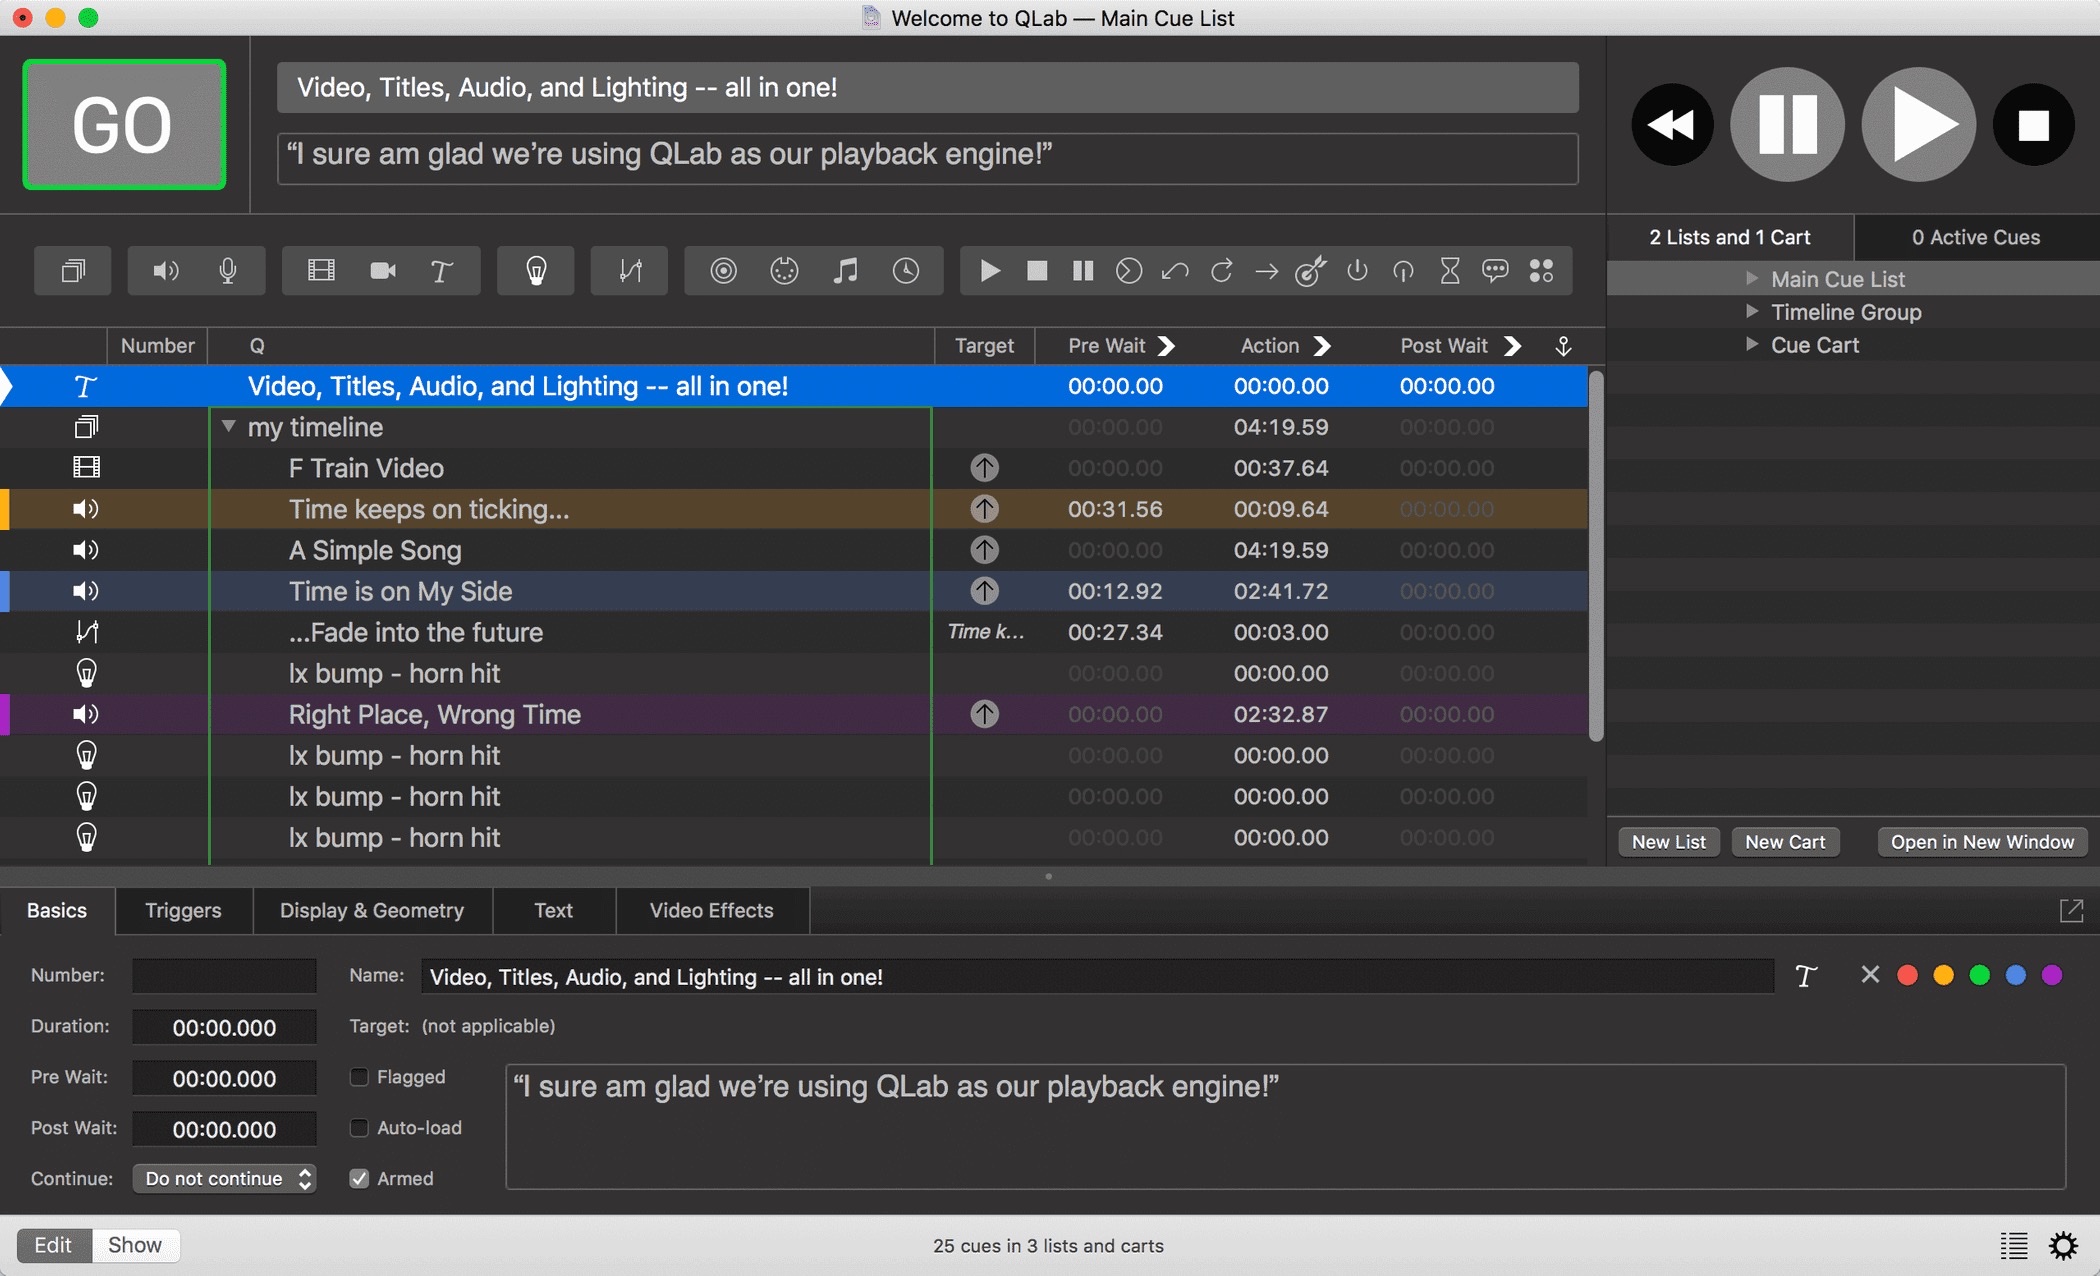 Welcome to QLab — Main Cue List
GO
Video, Titles, Audio, and Lighting -- all in one!
“I sure am glad we’re using QLab as our playback engine!”
2 Lists and 1 Cart
0 Active Cues
Main Cue List
Timeline Group
Cue Cart
Number Q Target Pre Wait Action Post Wait
Video, Titles, Audio, and Lighting -- all in one! 00:00.00 00:00.00 00:00.00
my timeline 00:00.00 04:19.59 00:00.00
F Train Video 00:00.00 00:37.64 00:00.00
Time keeps on ticking... 00:31.56 00:09.64 00:00.00
A Simple Song 00:00.00 04:19.59 00:00.00
Time is on My Side 00:12.92 02:41.72 00:00.00
...Fade into the future Time k... 00:27.34 00:03.00 00:00.00
lx bump - horn hit 00:00.00 00:00.00 00:00.00
Right Place, Wrong Time 00:00.00 02:32.87 00:00.00
lx bump - horn hit 00:00.00 00:00.00 00:00.00
lx bump - horn hit 00:00.00 00:00.00 00:00.00
lx bump - horn hit 00:00.00 00:00.00 00:00.00
New List New Cart Open in New Window
Basics Triggers Display & Geometry Text Video Effects
Number: Name: Video, Titles, Audio, and Lighting -- all in one!
Duration: 00:00.000 Target: (not applicable)
Pre Wait: 00:00.000 Flagged
“I sure am glad we’re using QLab as our playback engine!”
Post Wait: 00:00.000 Auto-load
Continue: Do not continue Armed
Edit Show
25 cues in 3 lists and carts